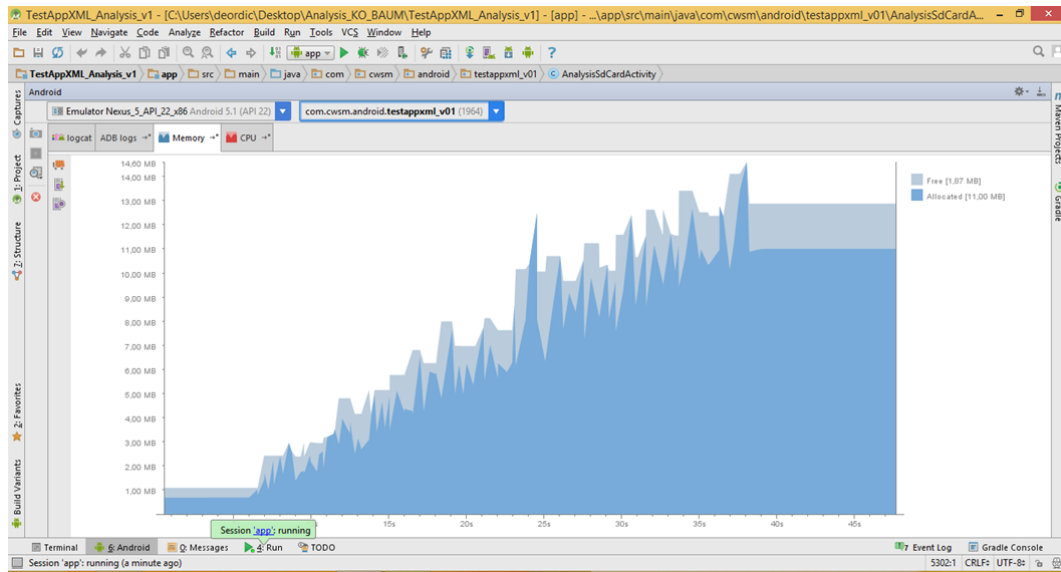 TestAppXML_Analysis_v1 - [C:\Users\deordic\Desktop\Analysis_KO_BAUM\TestAppXML_Analysis_v1] - [app] - ...\app\src\main\java\com\cwsm\android\testappxml_v01\AnalysisSdCardA...
File Edit View Navigate Code Analyze Refactor Build Run Tools VCS Window Help
app
TestAppXML_Analysis_v1 app src main java com cwsm android testappxml_v01 AnalysisSdCardActivity
Android
Emulator Nexus_5_API_22_x86 Android 5.1 (API 22) com.cwsm.android.testappxml_v01 (1964)
logcat ADB logs Memory CPU
Captures
1: Project
7: Structure
2: Favorites
Build Variants
Maven Projects
Gradle
14,60 MB
14,00 MB
13,00 MB
12,00 MB
11,00 MB
10,00 MB
9,00 MB
8,00 MB
7,00 MB
6,00 MB
5,00 MB
4,00 MB
3,00 MB
2,00 MB
1,00 MB
Free [1,87 MB]
Allocated [11,00 MB]
15s 20s 25s 30s 35s 40s 45s
Session 'app': running
Terminal 6: Android 0: Messages 4: Run TODO 7 Event Log Gradle Console
Session 'app': running (a minute ago) 5302:1 CRLF÷ UTF-8÷